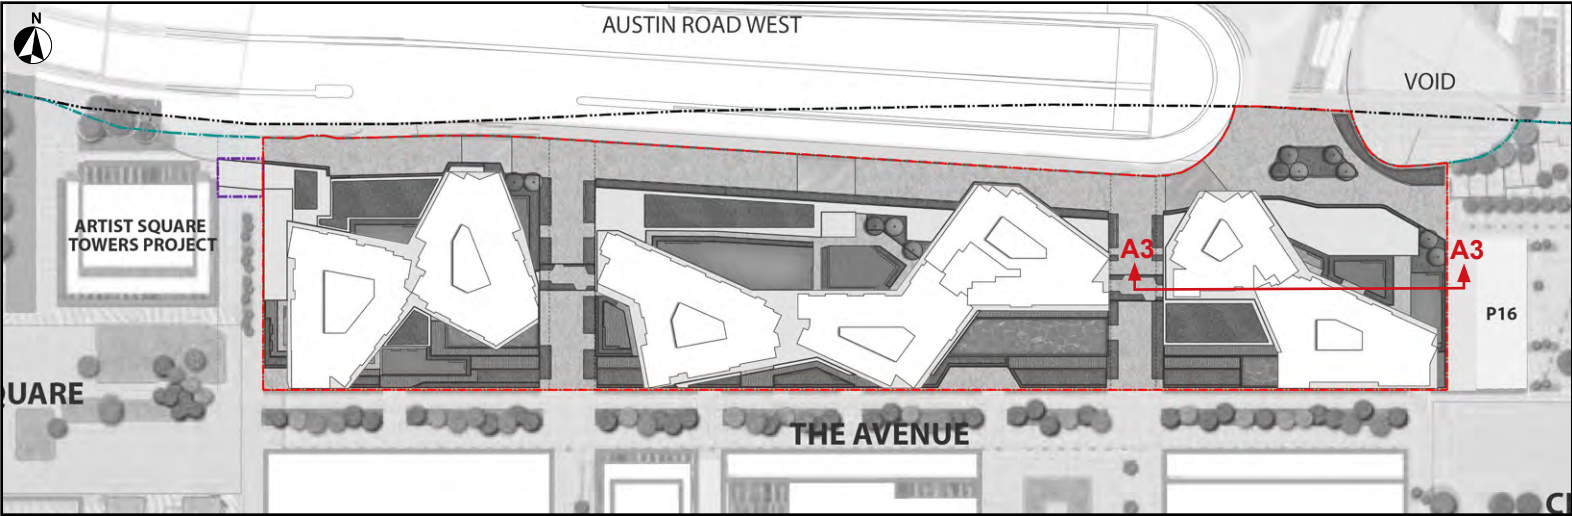 N
AUSTIN ROAD WEST
VOID
ARTIST SQUARE
TOWERS PROJECT
A3
A3
P16
UARE
THE AVENUE